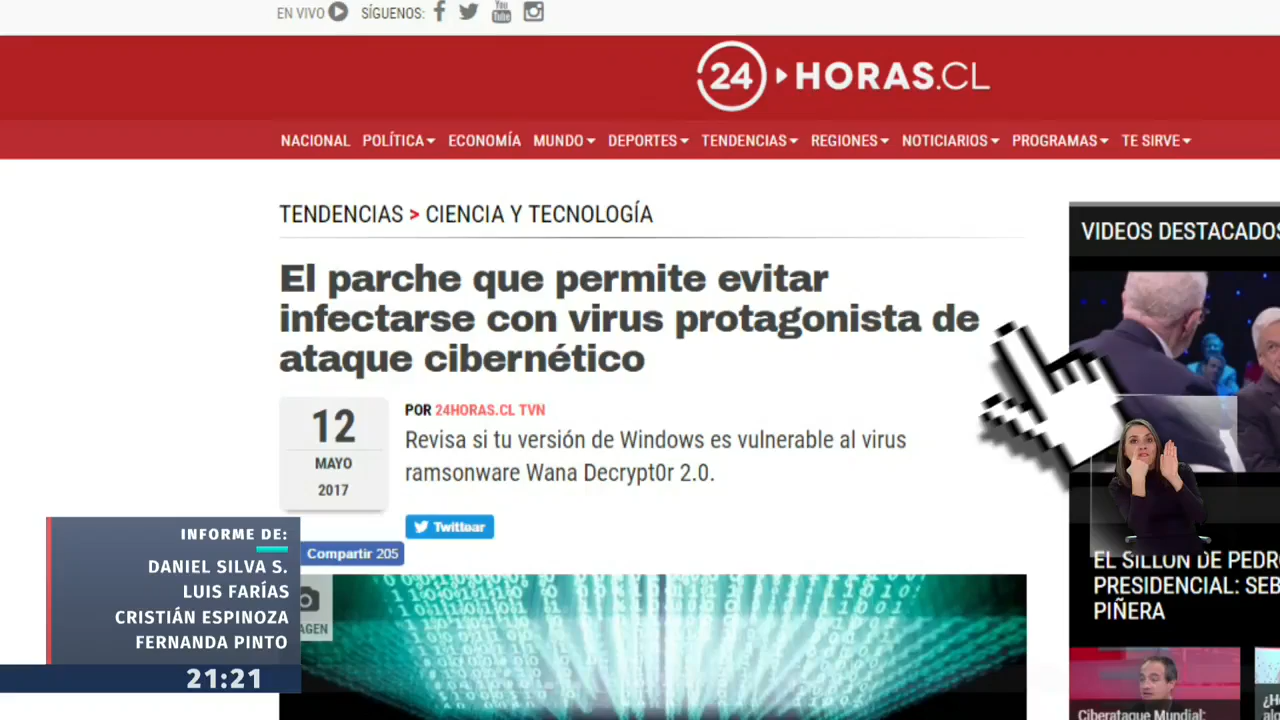 EN VIVO SÍGUENOS: You Tube
24 HORAS.CL
NACIONAL POLÍTICA ECONOMÍA MUNDO DEPORTES TENDENCIAS REGIONES NOTICIARIOS PROGRAMAS TE SIRVE
TENDENCIAS > CIENCIA Y TECNOLOGÍA
El parche que permite evitar
infectarse con virus protagonista de
ataque cibernético
12
MAYO
2017
POR 24HORAS.CL TVN
Revisa si tu versión de Windows es vulnerable al virus
ramsonware Wana Decrypt0r 2.0.
Twittear
Compartir 205
AGEN
VIDEOS DESTACADOS
EL SILLÓN DE PEDR
PRESIDENCIAL: SEB
PIÑERA
Ciberataque Mundial:
INFORME DE:
DANIEL SILVA S.
LUIS FARÍAS
CRISTIÁN ESPINOZA
FERNANDA PINTO
21:21